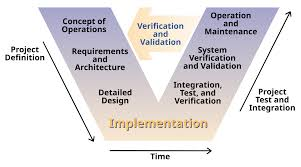 Concept of
Operations
Verification
and
Validation
Operation
and
Maintenance
Project
Definition
Requirements
and
Architecture
System
Verification
and Validation
Detailed
Design
Integration,
Test, and
Verification
Project
Test and
Integration
Implementation
Time